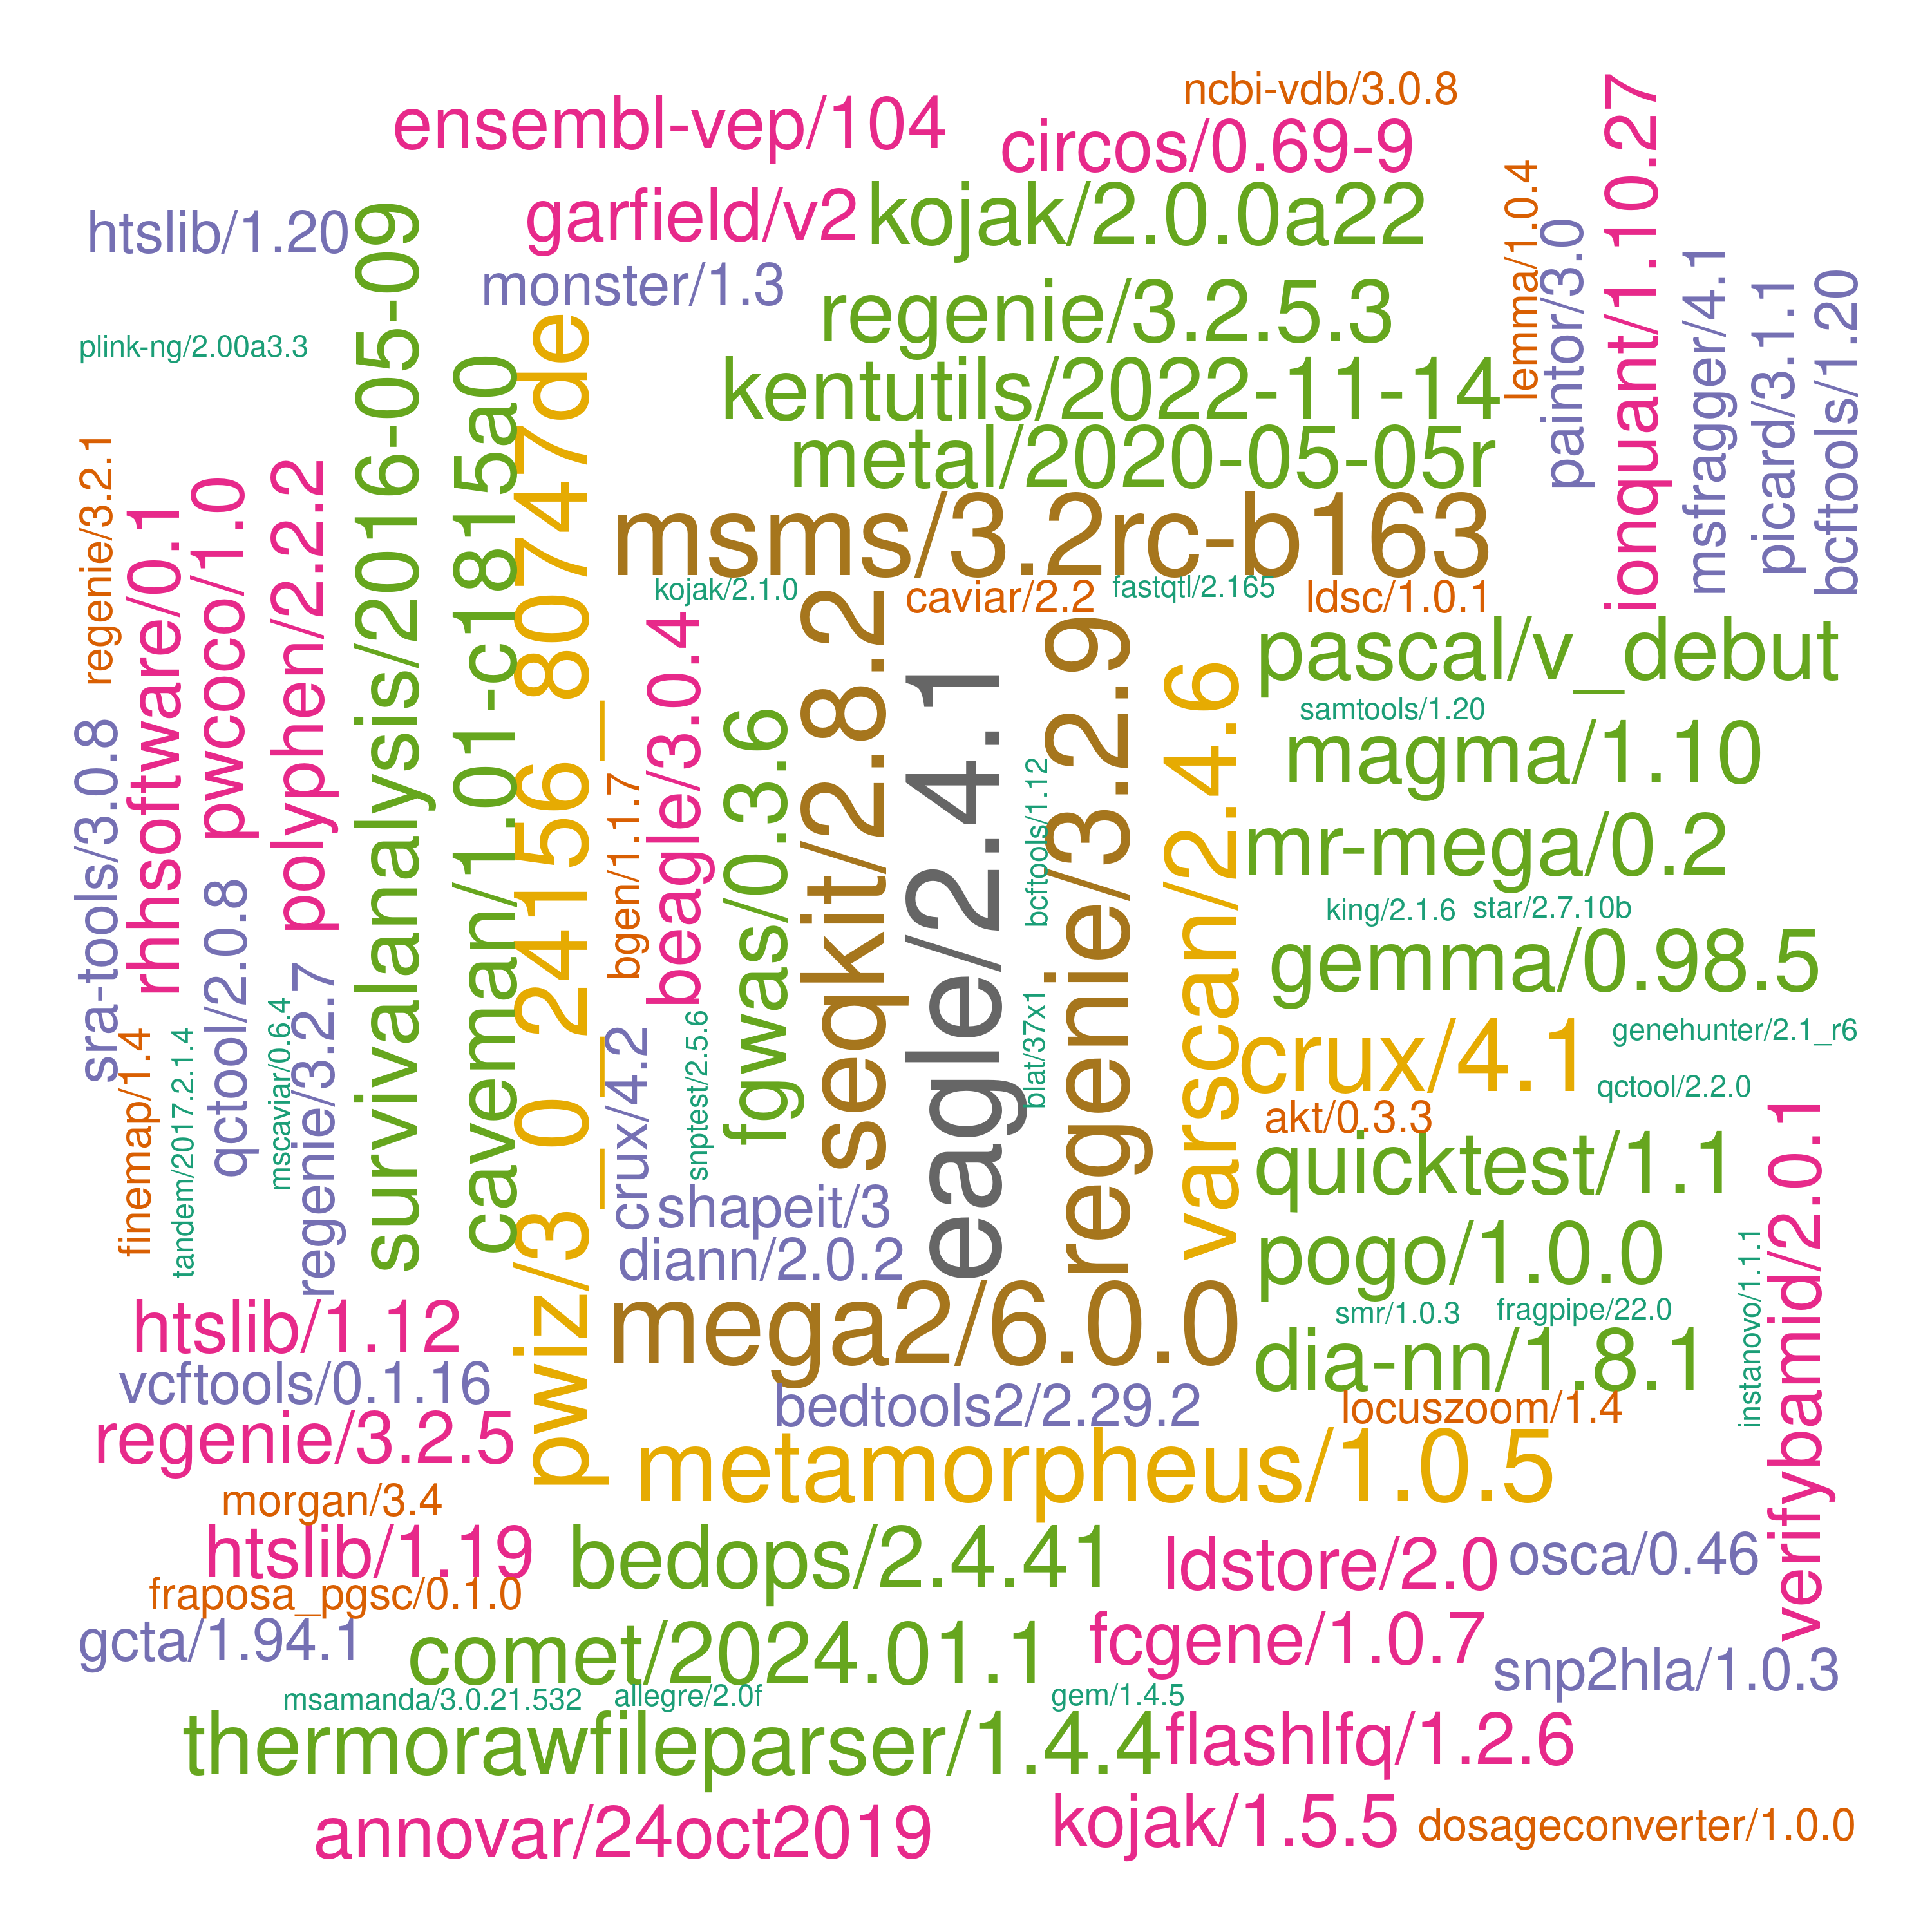 ncbi-vdb/3.0.8
ensembl-vep/104
circos/0.69-9
garfield/v2
kojak/2.0.0a22
htslib/1.20
monster/1.3
regenie/3.2.5.3
plink-ng/2.00a3.3
kentutils/2022-11-14
metal/2020-05-05r
msms/3.2rc-b163
lemma/1.0.4
paintor/3.0
ionquant/1.10.27
msfragger/4.1
picard/3.1.1
bcftools/1.20
kojak/2.1.0
caviar/2.2
fastqtl/2.165
ldsc/1.0.1
regenie/3.2.1
rhhsoftware/0.1
pwcoco/1.0
polyphen/2.2.2
survivalanalysis/2016-05-09
caveman/1.01-c1815a0
pwiz/3_0_24156_80747de
bgen/1.1.7
beagle/3.0.4
fgwas/0.3.6
seqkit/2.8.2
eagle/2.4.1
bcftools/1.12
regenie/3.2.9
varscan/2.4.6
pascal/v_debut
samtools/1.20
magma/1.10
mr-mega/0.2
king/2.1.6
star/2.7.10b
gemma/0.98.5
sra-tools/3.0.8
qctool/2.0.8
finemap/1.4
tandem/2017.2.1.4
mscaviar/0.6.4
regenie/3.2.7
crux/4.2
snptest/2.5.6
blat/37x1
crux/4.1
genehunter/2.1_r6
qctool/2.2.0
akt/0.3.3
quicktest/1.1
shapeit/3
diann/2.0.2
pogo/1.0.0
instanovo/1.1.1
verifybamid/2.0.1
htslib/1.12
mega2/6.0.0
smr/1.0.3
fragpipe/22.0
dia-nn/1.8.1
vcftools/0.1.16
bedtools2/2.29.2
locuszoom/1.4
regenie/3.2.5
metamorpheus/1.0.5
morgan/3.4
htslib/1.19
bedops/2.4.41
ldstore/2.0
osca/0.46
fraposa_pgsc/0.1.0
gcta/1.94.1
comet/2024.01.1
fcgene/1.0.7
snp2hla/1.0.3
msamanda/3.0.21.532
allegre/2.0f
gem/1.4.5
thermorawfileparser/1.4.4
flashlfq/1.2.6
annovar/24oct2019
kojak/1.5.5
dosageconverter/1.0.0